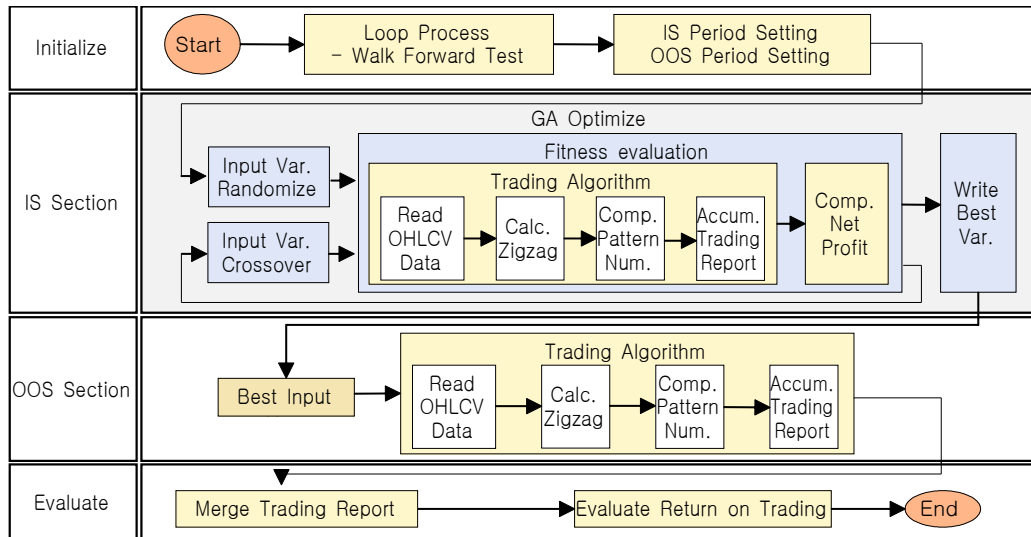 Initialize
Start
Loop Process
- Walk Forward Test
IS Period Setting
OOS Period Setting
IS Section
GA Optimize
Input Var.
Randomize
Input Var.
Crossover
Fitness evaluation
Trading Algorithm
Read
OHLCV
Data
Calc.
Zigzag
Comp.
Pattern
Num.
Accum.
Trading
Report
Comp.
Net
Profit
Write
Best
Var.
OOS Section
Best Input
Trading Algorithm
Read
OHLCV
Data
Calc.
Zigzag
Comp.
Pattern
Num.
Accum.
Trading
Report
Evaluate
Merge Trading Report
Evaluate Return on Trading
End